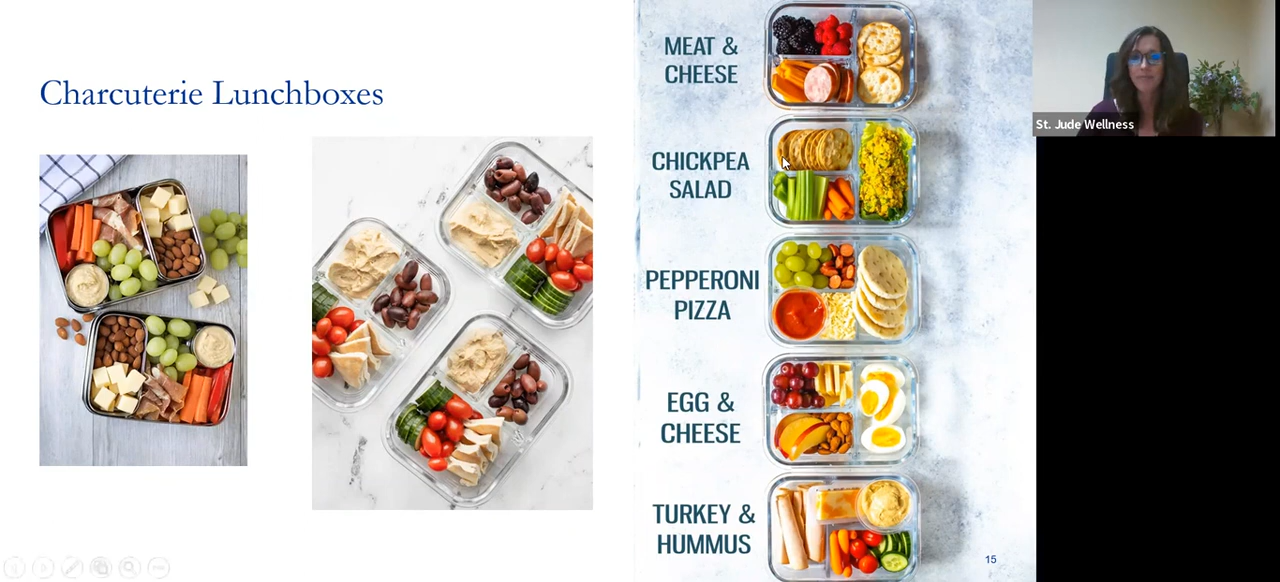 Charcuterie Lunchboxes
MEAT &
CHEESE
CHICKPEA
SALAD
PEPPERONI
PIZZA
EGG &
CHEESE
TURKEY &
HUMMUS
15
St. Jude Wellness